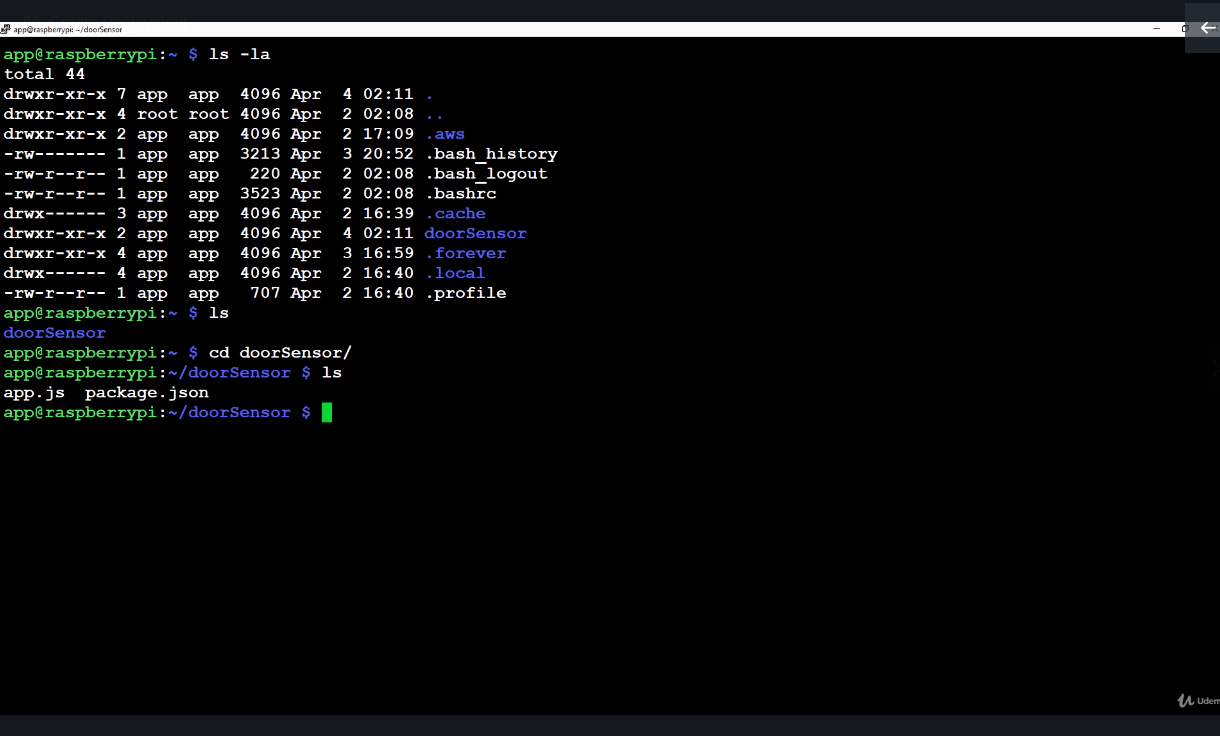 app@raspberrypi: ~/doorSensor
app@raspberrypi:~ $ ls -la
total 44
drwxr-xr-x 7 app  app  4096 Apr  4 02:11 .
drwxr-xr-x 4 root root 4096 Apr  2 02:08 ..
drwxr-xr-x 2 app  app  4096 Apr  2 17:09 .aws
-rw------- 1 app  app  3213 Apr  3 20:52 .bash_history
-rw-r--r-- 1 app  app   220 Apr  2 02:08 .bash_logout
-rw-r--r-- 1 app  app  3523 Apr  2 02:08 .bashrc
drwx------ 3 app  app  4096 Apr  2 16:39 .cache
drwxr-xr-x 2 app  app  4096 Apr  4 02:11 doorSensor
drwxr-xr-x 4 app  app  4096 Apr  3 16:59 .forever
drwx------ 4 app  app  4096 Apr  2 16:40 .local
-rw-r--r-- 1 app  app   707 Apr  2 16:40 .profile
app@raspberrypi:~ $ ls
doorSensor
app@raspberrypi:~ $ cd doorSensor/
app@raspberrypi:~/doorSensor $ ls
app.js  package.json
app@raspberrypi:~/doorSensor $
Udem